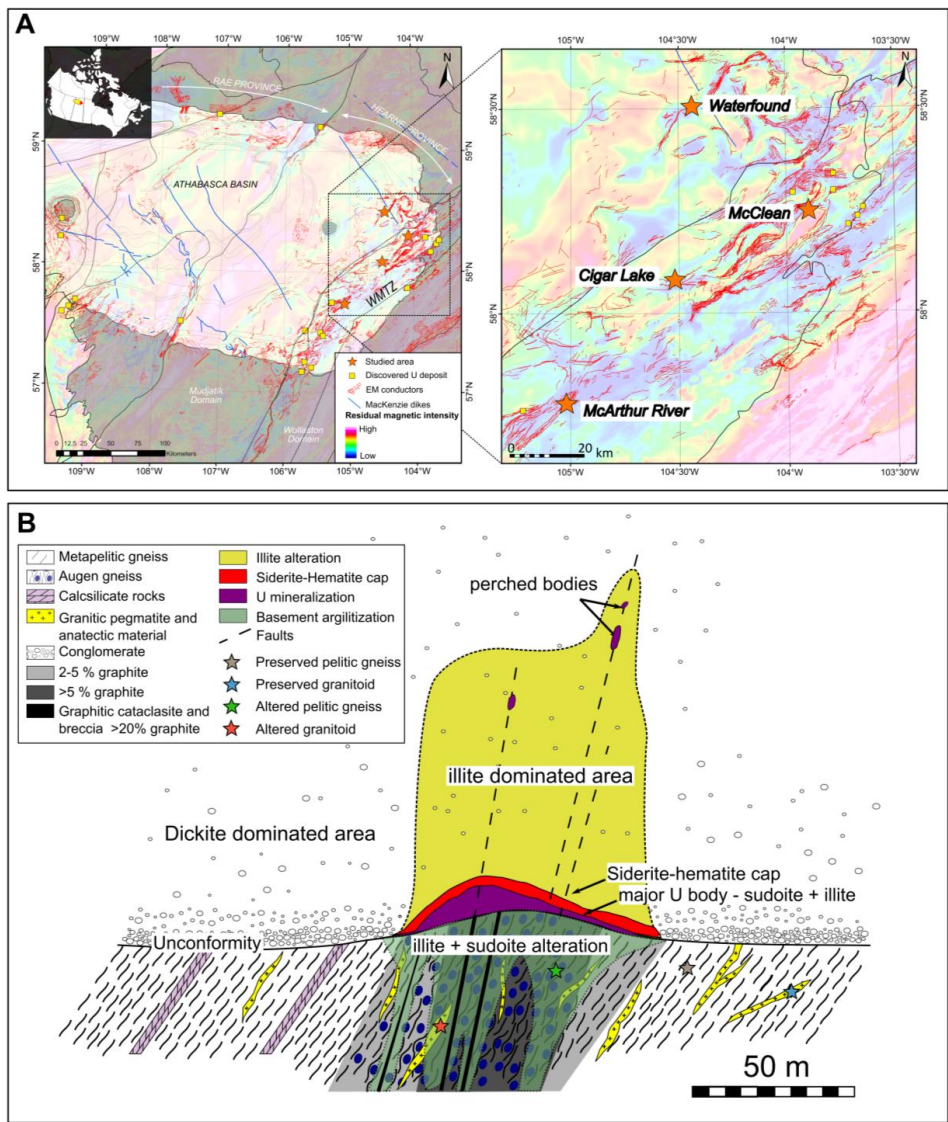 A
109°W
108°W
107°W
106°W
105°W
104°W
N
RAE PROVINCE
HEARNE PROVINCE
59°N
59°N
ATHABASCA BASIN
58°N
58°N
WMTZ
57°N
57°N
Mudjatik
Domain
Wollaston
Domain
Studied area
Discovered U deposit
EM conductors
MacKenzie dikes
Residual magnetic intensity
High
Low
0 12.5 25 50 75 100
Kilometers
109°W
108°W
107°W
106°W
105°W
104°W
105°W
104°30'W
104°W
103°30'W
N
58°30'N
58°30'N
Waterfound
McClean
Cigar Lake
58°N
58°N
McArthur River
0 20
km
105°W
104°30'W
104°W
103°30'W
B
Metapelitic gneiss
Augen gneiss
Calcsilicate rocks
Granitic pegmatite and
anatectic material
Conglomerate
2-5 % graphite
>5 % graphite
Graphitic cataclasite and
breccia >20% graphite
Illite alteration
Siderite-Hematite cap
U mineralization
Basement argilitization
Faults
Preserved pelitic gneiss
Preserved granitoid
Altered pelitic gneiss
Altered granitoid
perched bodies
illite dominated area
Dickite dominated area
Siderite-hematite cap
major U body - sudoite + illite
Unconformity
illite + sudoite alteration
50 m